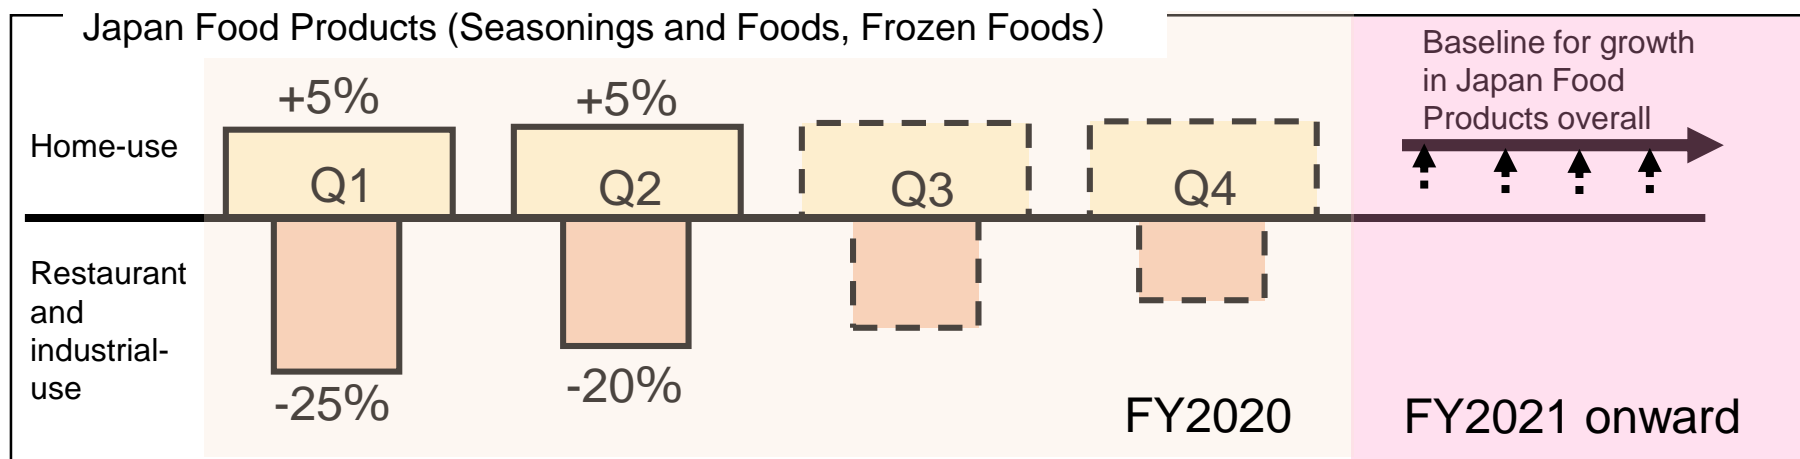 Japan Food Products (Seasonings and Foods, Frozen Foods）
Home-use
Restaurant
and
industrial-
use
+5%
Q1
-25%
+5%
Q2
-20%
Q3
Q4
FY2020
Baseline for growth
in Japan Food
Products overall
FY2021 onward